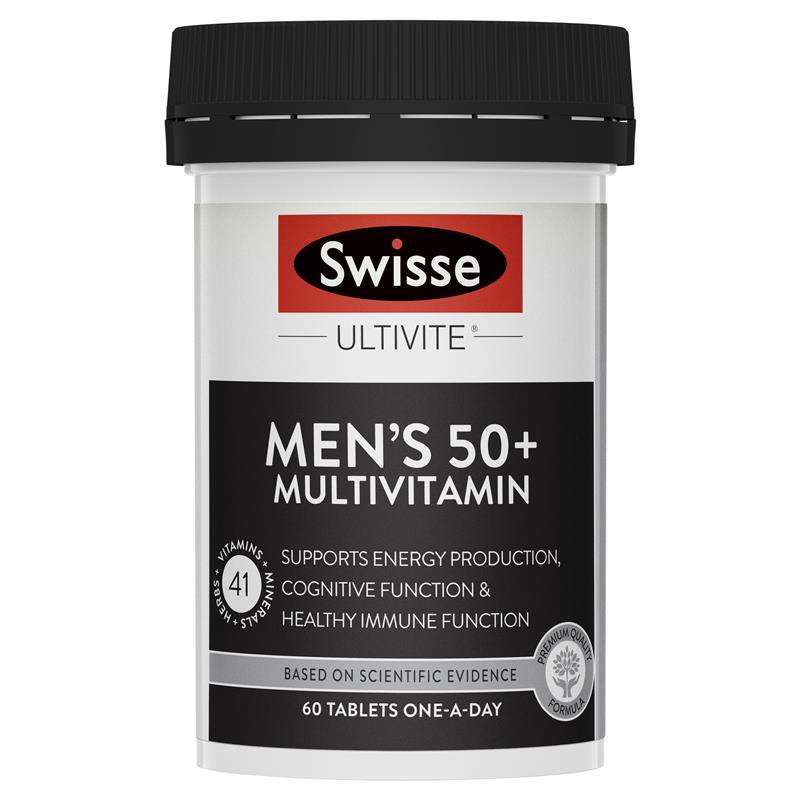 Swisse
ULTIVITE®
MEN'S 50+
MULTIVITAMIN
VITAMINS + MINERALS + HERBS +
41
SUPPORTS ENERGY PRODUCTION,
COGNITIVE FUNCTION &
HEALTHY IMMUNE FUNCTION
PREMIUM QUALITY
FORMULA
BASED ON SCIENTIFIC EVIDENCE
60 TABLETS ONE-A-DAY